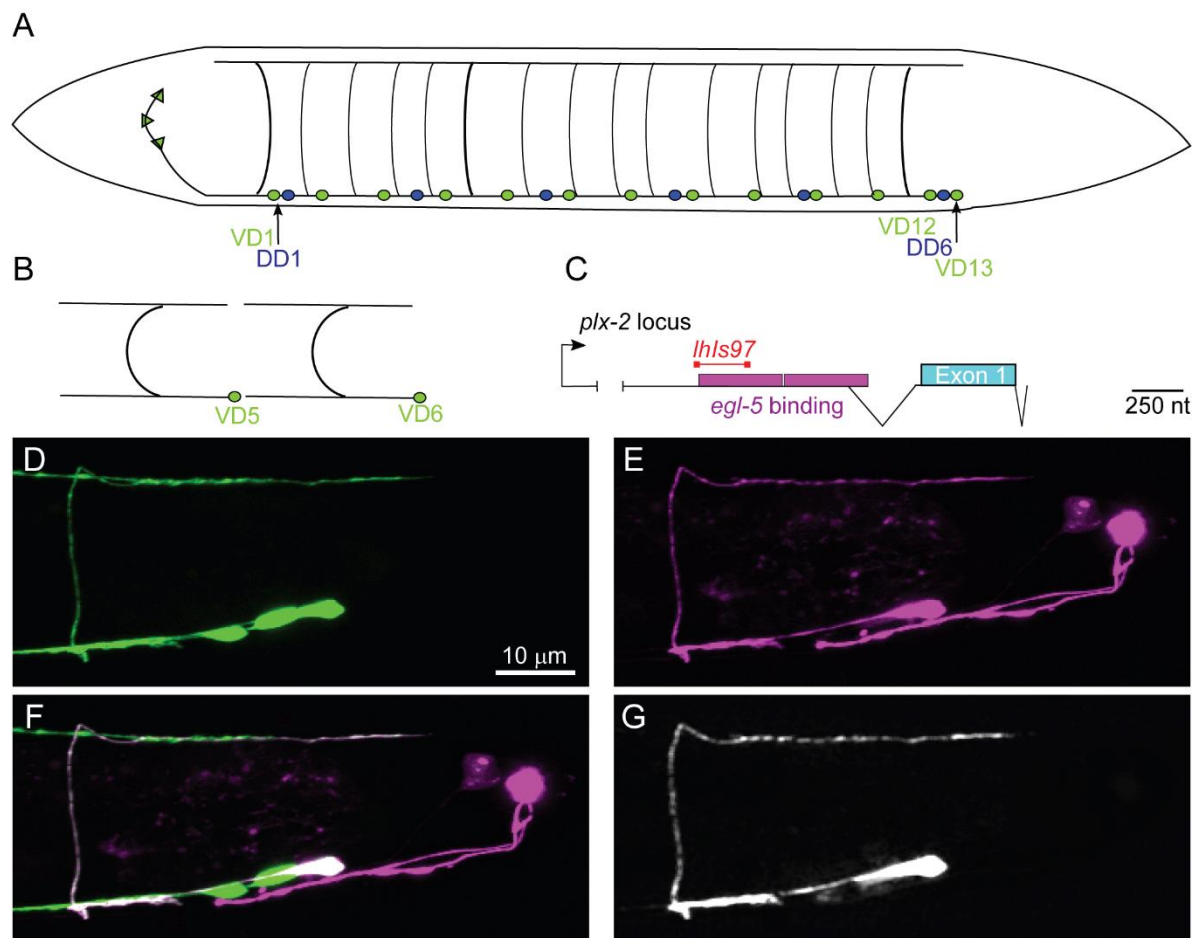 A
VD1
DD1
VD12
DD6
VD13
B
VD5
VD6
C
plx-2 locus
lhIs97
egl-5 binding
Exon 1
250 nt
D
10 μm
E
F
G